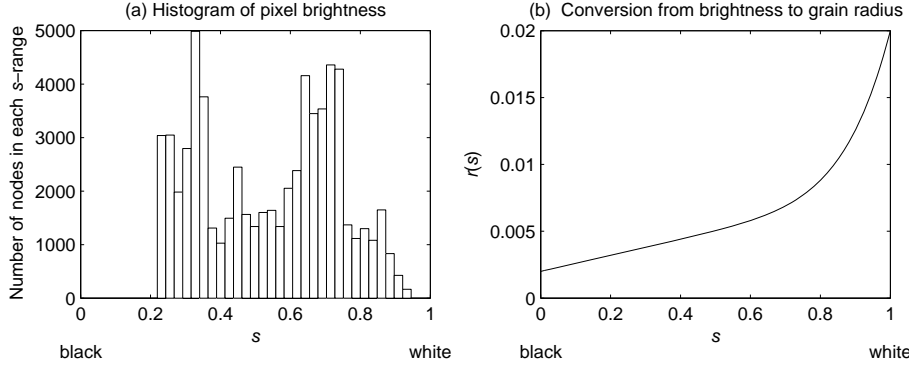 (a) Histogram of pixel brightness
Number of nodes in each s–range
5000
4000
3000
2000
1000
0
0 0.2 0.4 0.6 0.8 1
s
black white
(b) Conversion from brightness to grain radius
r(s)
0.02
0.015
0.01
0.005
0
0 0.2 0.4 0.6 0.8 1
s
black white